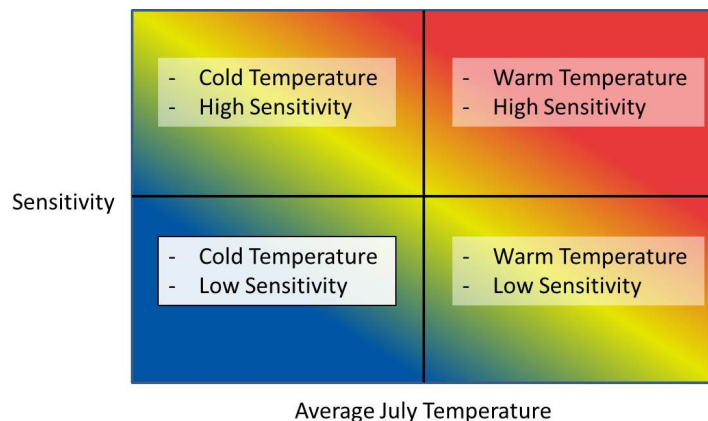 - Cold Temperature
- High Sensitivity
- Warm Temperature
- High Sensitivity
Sensitivity
- Cold Temperature
- Low Sensitivity
- Warm Temperature
- Low Sensitivity
Average July Temperature